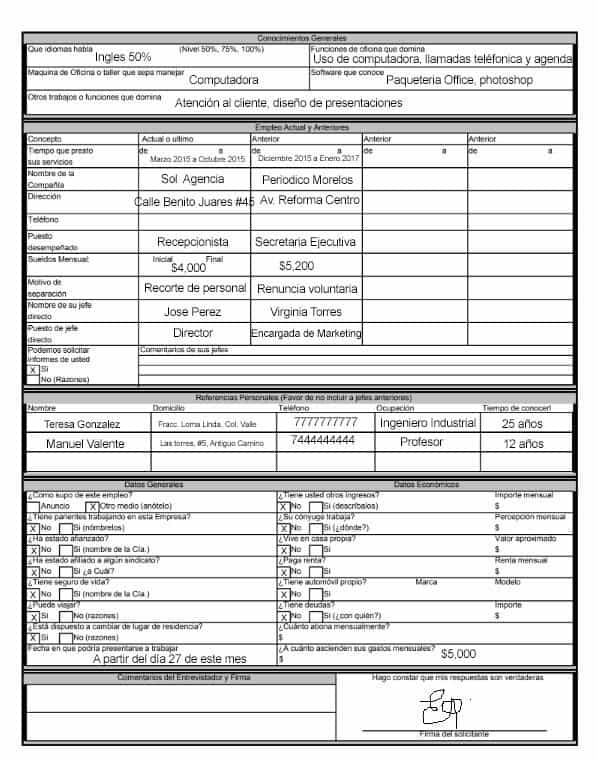 Conocimientos Generales
Que idiomas habla (Nivel 50%, 75%, 100%) Funciones de oficina que domina
Ingles 50% Uso de computadora, llamadas teléfonica y agenda
Maquina de Oficina o taller que sepa manejar Software que conoce
Computadora Paqueteria Office, photoshop
Otros trabajos o funciones que domina
Atención al cliente, diseño de presentaciones
Empleo Actual y Anteriores
Concepto Actual o ultimo Anterior Anterior Anterior
Tiempo que presto sus servicios de a de a de a de a
Marzo 2015 a Octubre 2015 Diciembre 2015 a Enero 2017
Nombre de la Compañía Sol Agencia Periodico Morelos
Dirección Calle Benito Juares #45 Av. Reforma Centro
Teléfono
Puesto desempeñado Recepcionista Secretaria Ejecutiva
Sueldos Mensual: Inicial Final
$4,000 $5,200
Motivo de separación Recorte de personal Renuncia voluntaria
Nombre de su jefe directo Jose Perez Virginia Torres
Puesto de jefe directo Director Encargada de Marketing
Podemos solicitar informes de usted Comentarios de sus jefes
X Si
No (Razones)
Referencias Personales (Favor de no incluir a jefes anteriores)
Nombre Domicilio Teléfono Ocupación Tiempo de conocerl
Teresa Gonzalez Fracc. Loma Linda, Col. Valle 7777777777 Ingeniero Industrial 25 años
Manuel Valente Las torres, #5, Antiguo Camino 7444444444 Profesor 12 años
Datos Generales Datos Económicos
¿Como supo de este empleo? ¿Tiene usted otros ingresos? Importe mensual
Anuncio X Otro medio (anótelo) X No Si (descríbalos) $
¿Tiene parientes trabajando en esta Empresa? ¿Su cónyuge trabaja? Percepción mensual
X No Si (nómbrelos) X No Si (¿dónde?) $
¿Ha estado afianzado? ¿Vive en casa propia? Valor aproximado
X No Si (nombre de la Cía.) X No Si $
¿Ha estado afiliado a algún sindicato? ¿Paga renta? Renta mensual
X No Si ¿a Cuál? X No Si $
¿Tiene seguro de vida? ¿Tiene automóvil propio? Marca Modelo
X No Si (nombre de la Cía.) X No Si
¿Puede viajar? ¿Tiene deudas? Importe
X Si No (razones) X No Si (¿con quién?) $
¿Está dispuesto a cambiar de lugar de residencia? ¿Cuánto abona mensualmente?
X Si No (razones) $
Fecha en que podría presentarse a trabajar ¿A cuánto ascienden sus gastos mensuales?
A partir del día 27 de este mes $ $5,000
Comentarios del Entrevistador y Firma Hago constar que mis respuestas son verdaderas
Firma del solicitante